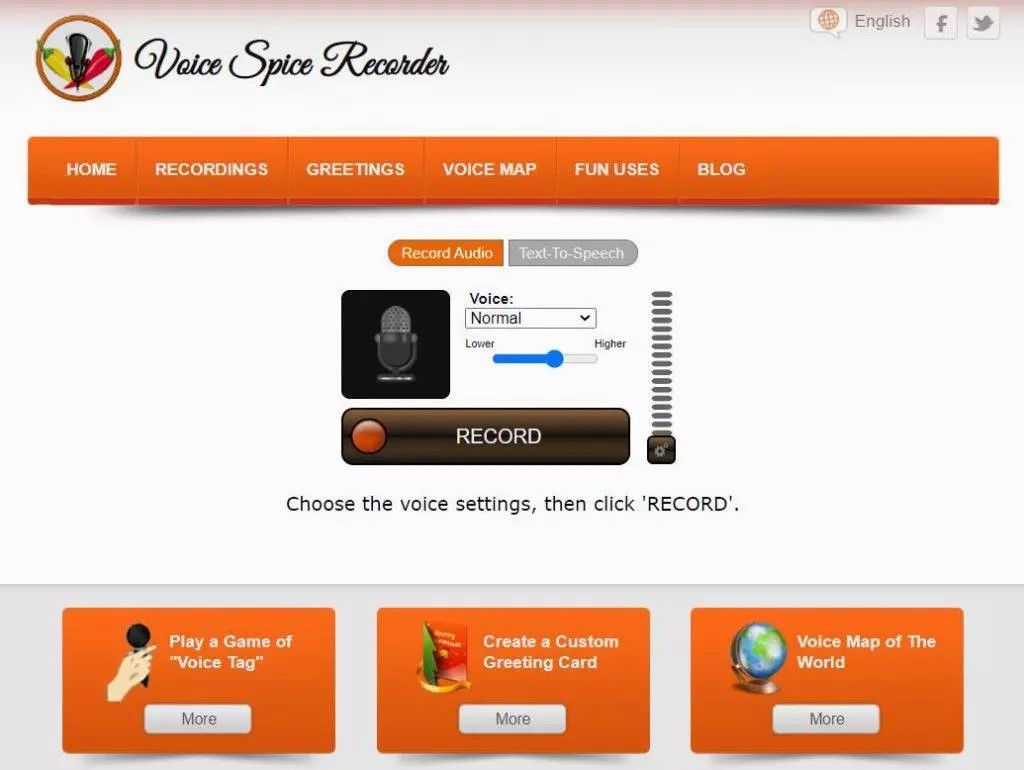 English
Voice Spice Recorder
HOME RECORDINGS GREETINGS VOICE MAP FUN USES BLOG
Record Audio Text-To-Speech
Voice:
Normal
Lower Higher
RECORD
Choose the voice settings, then click 'RECORD'.
Play a Game of
"Voice Tag"
More
Create a Custom
Greeting Card
More
Voice Map of The
World
More